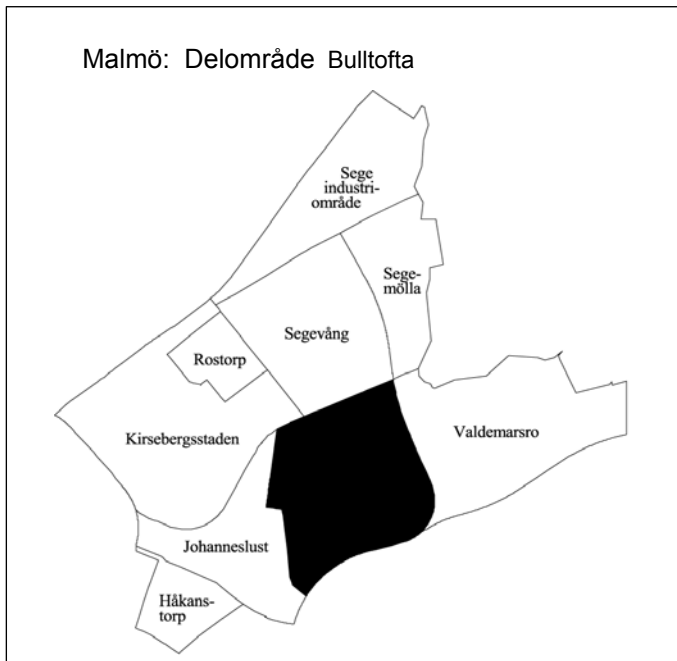 Malmö: Delområde Bulltofta
Sege
industri-
område
Sege-
mölla
Segevång
Rostorp
Kirsebergsstaden
Valdemarsro
Johanneslust
Håkans-
torp